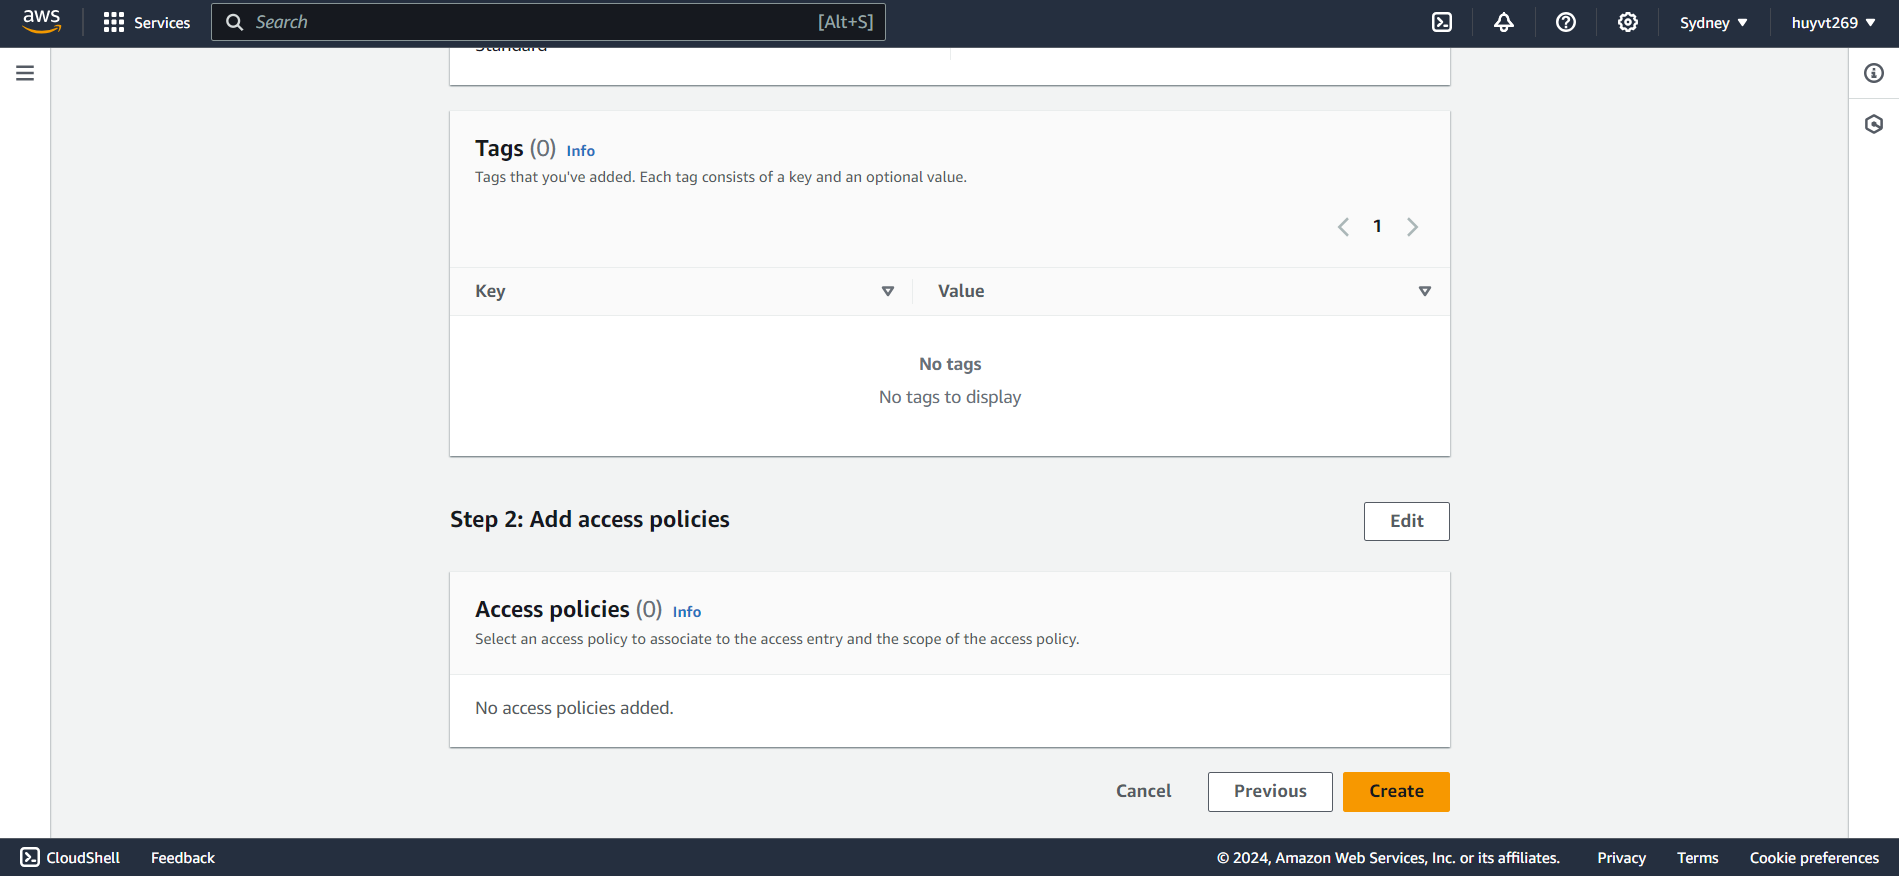 aws
Services
Search
[Alt+S]
Sydney
huyvt269
Standard
Tags (0) Info
Tags that you've added. Each tag consists of a key and an optional value.
1
Key
Value
No tags
No tags to display
Step 2: Add access policies
Edit
Access policies (0) Info
Select an access policy to associate to the access entry and the scope of the access policy.
No access policies added.
Cancel
Previous
Create
CloudShell
Feedback
© 2024, Amazon Web Services, Inc. or its affiliates.
Privacy
Terms
Cookie preferences